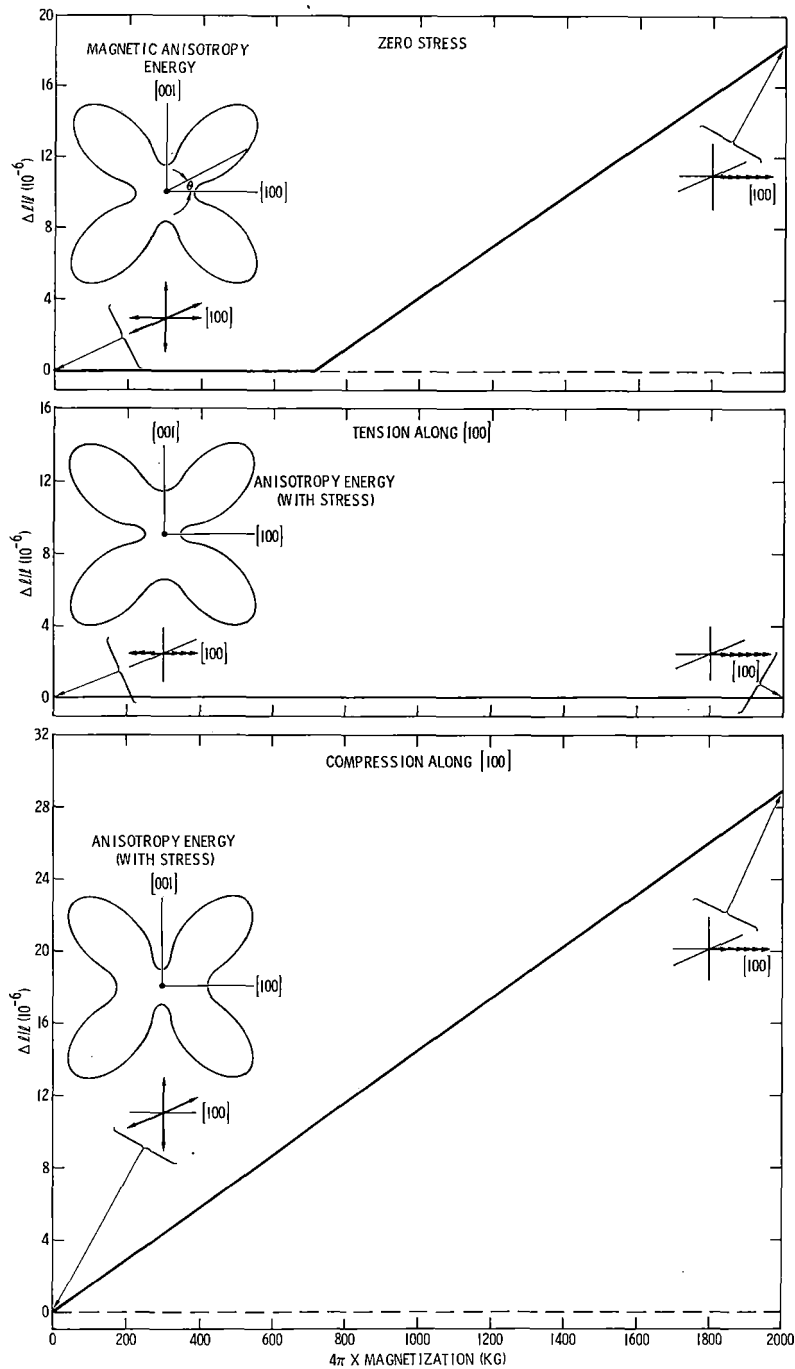 ZERO STRESS
MAGNETIC ANISOTROPY
ENERGY
[001]
θ
[100]
[100]
[100]
Δℓ/ℓ (10⁻⁶)
20
16
12
8
4
0
TENSION ALONG [100]
[001]
ANISOTROPY ENERGY
(WITH STRESS)
[100]
[100]
[100]
Δℓ/ℓ (10⁻⁶)
16
12
8
4
0
COMPRESSION ALONG [100]
ANISOTROPY ENERGY
(WITH STRESS)
[001]
[100]
[100]
[100]
Δℓ/ℓ (10⁻⁶)
32
28
24
20
16
12
8
4
0
0 200 400 600 800 1000 1200 1400 1600 1800 2000
4π X MAGNETIZATION (KG)